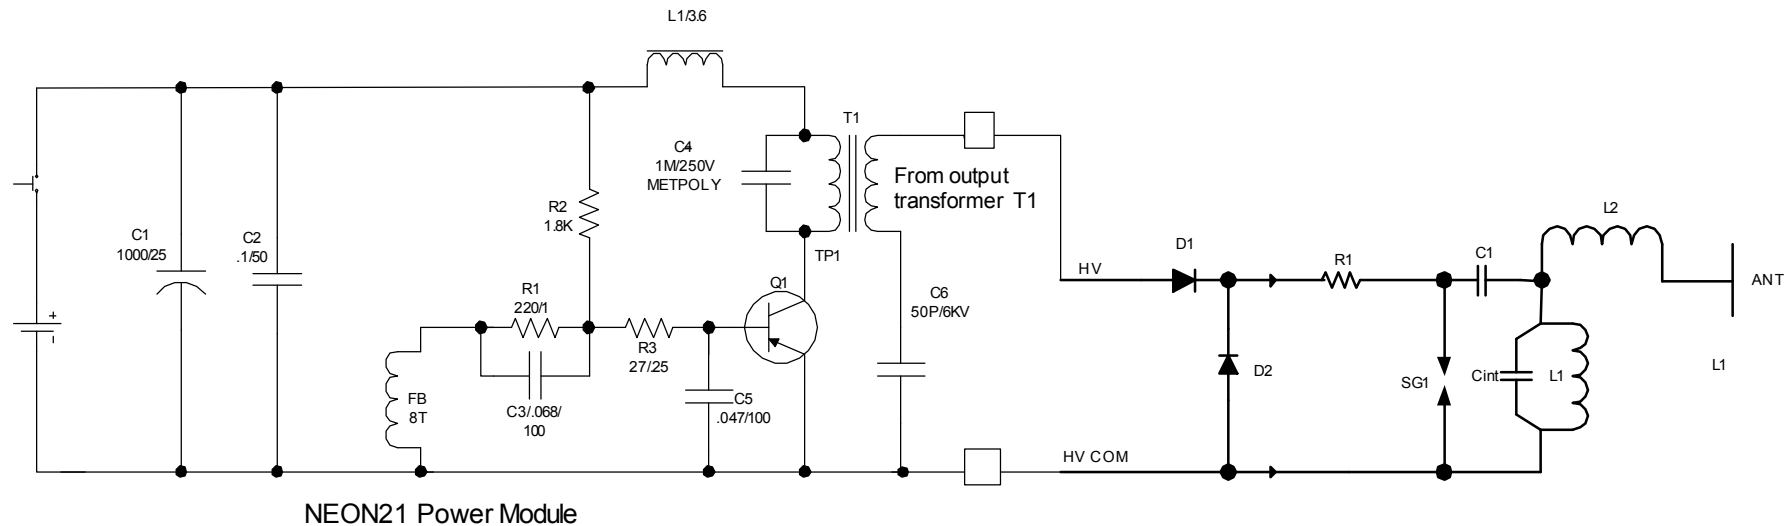 L1/3.6
T1
C4
1M/250V
METPOLY
From output
transformer T1
R2
1.8K
L2
C1
1000/25
C2
.1/50
TP1
D1
HV
R1
C1
ANT
Q1
R1
220/1
C6
50P/6KV
+
-
R3
27/.25
D2
SG1
Cint
L1
L1
FB
8T
C3/.068/
100
C5
.047/100
HV COM
NEON21 Power Module